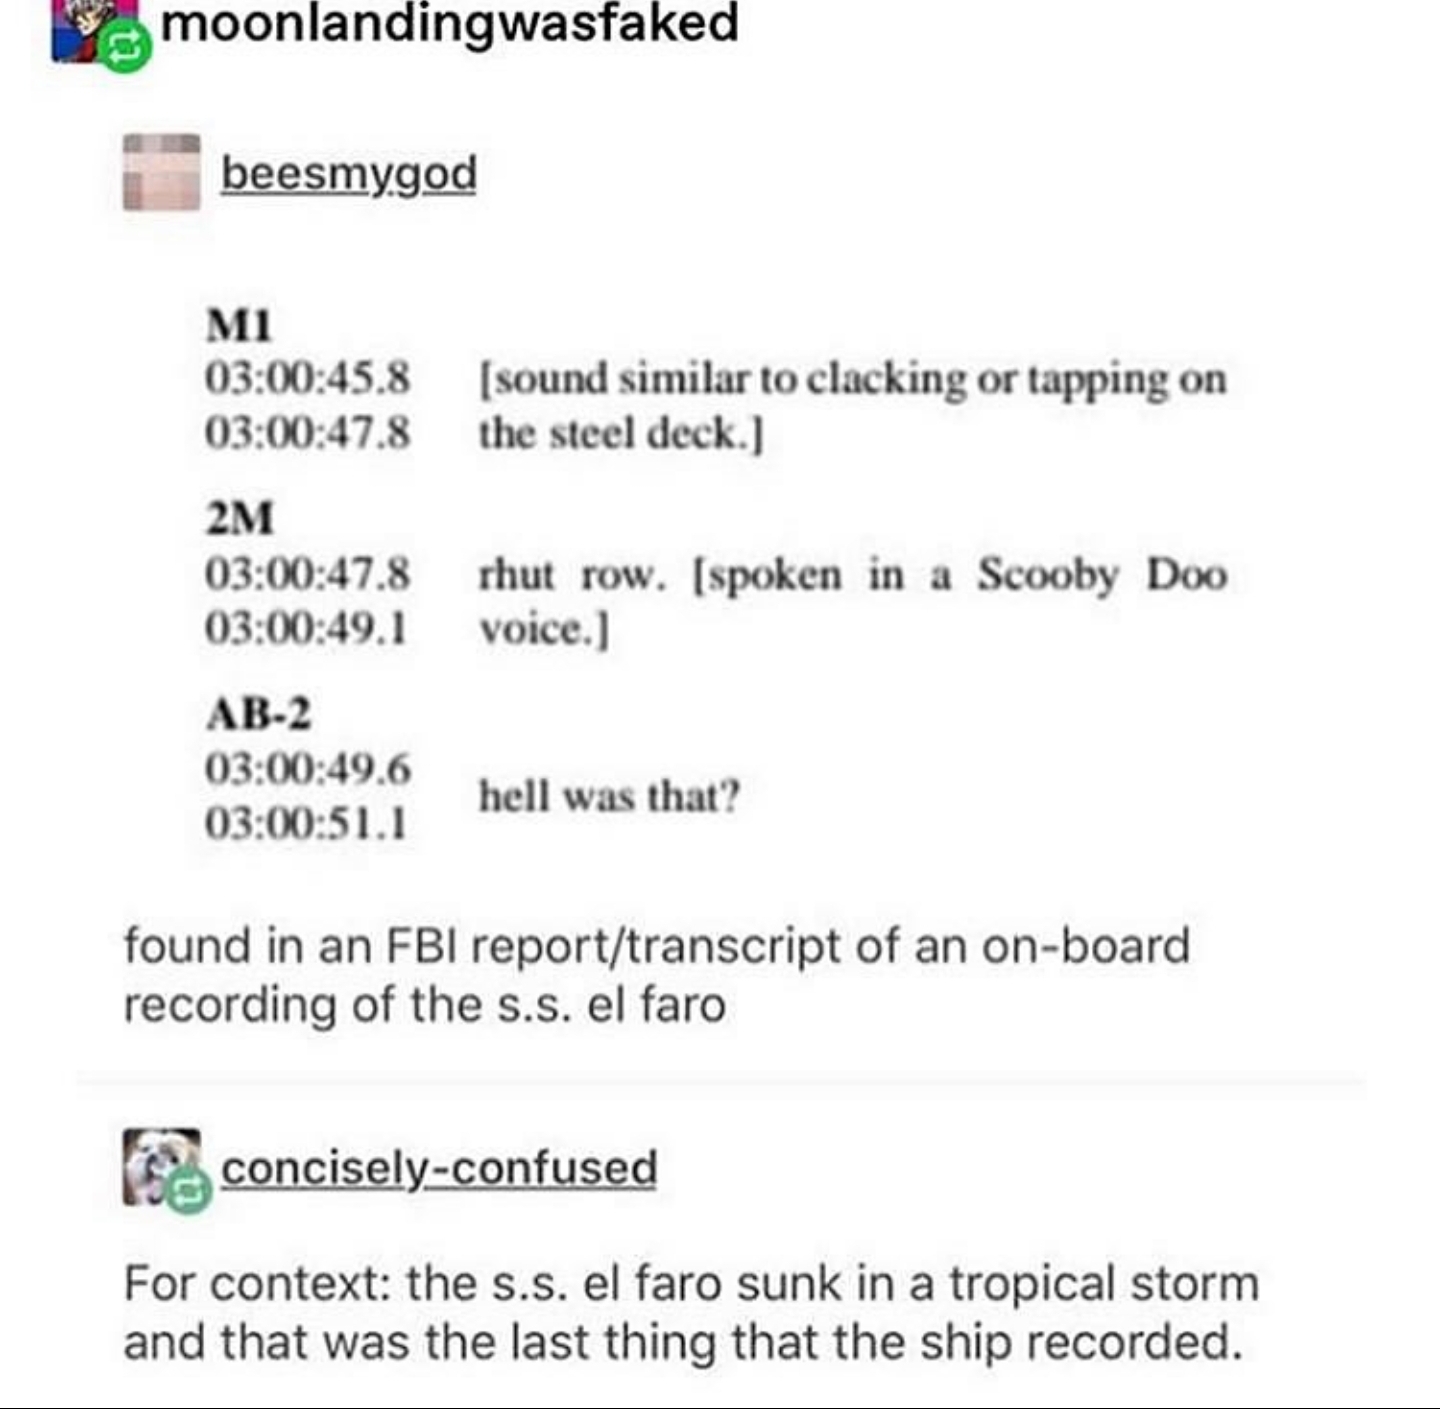 moonlandingwasfaked
beesmygod
M1
03:00:45.8 [sound similar to clacking or tapping on
03:00:47.8 the steel deck.]
2M
03:00:47.8 rhut row. [spoken in a Scooby Doo
03:00:49.1 voice.]
AB-2
03:00:49.6
hell was that?
03:00:51.1
found in an FBI report/transcript of an on-board
recording of the s.s. el faro
concisely-confused
For context: the s.s. el faro sunk in a tropical storm
and that was the last thing that the ship recorded.